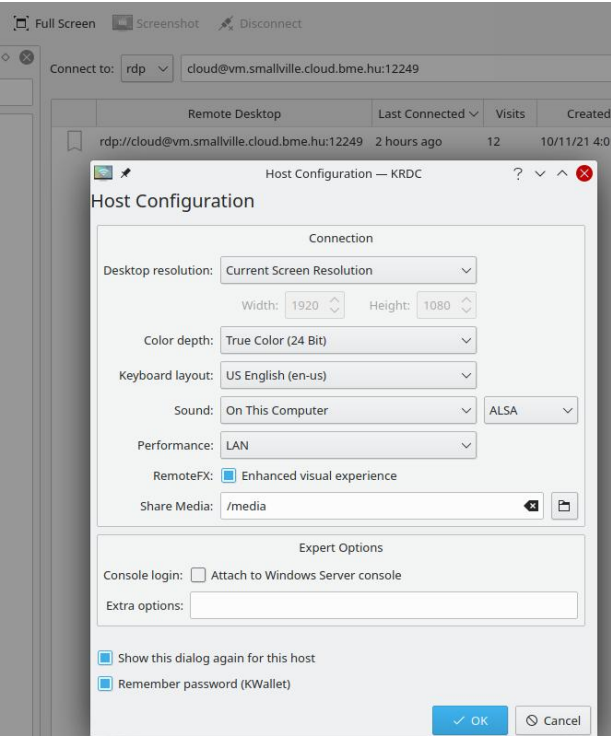 Full Screen Screenshot Disconnect
Connect to: rdp cloud@vm.smallville.cloud.bme.hu:12249
Remote Desktop Last Connected Visits Created
rdp://cloud@vm.smallville.cloud.bme.hu:12249 2 hours ago 12 10/11/21 4:0
Host Configuration — KRDC
Host Configuration
Connection
Desktop resolution: Current Screen Resolution
Width: 1920 Height: 1080
Color depth: True Color (24 Bit)
Keyboard layout: US English (en-us)
Sound: On This Computer ALSA
Performance: LAN
RemoteFX: Enhanced visual experience
Share Media: /media
Expert Options
Console login: Attach to Windows Server console
Extra options:
Show this dialog again for this host
Remember password (KWallet)
OK Cancel